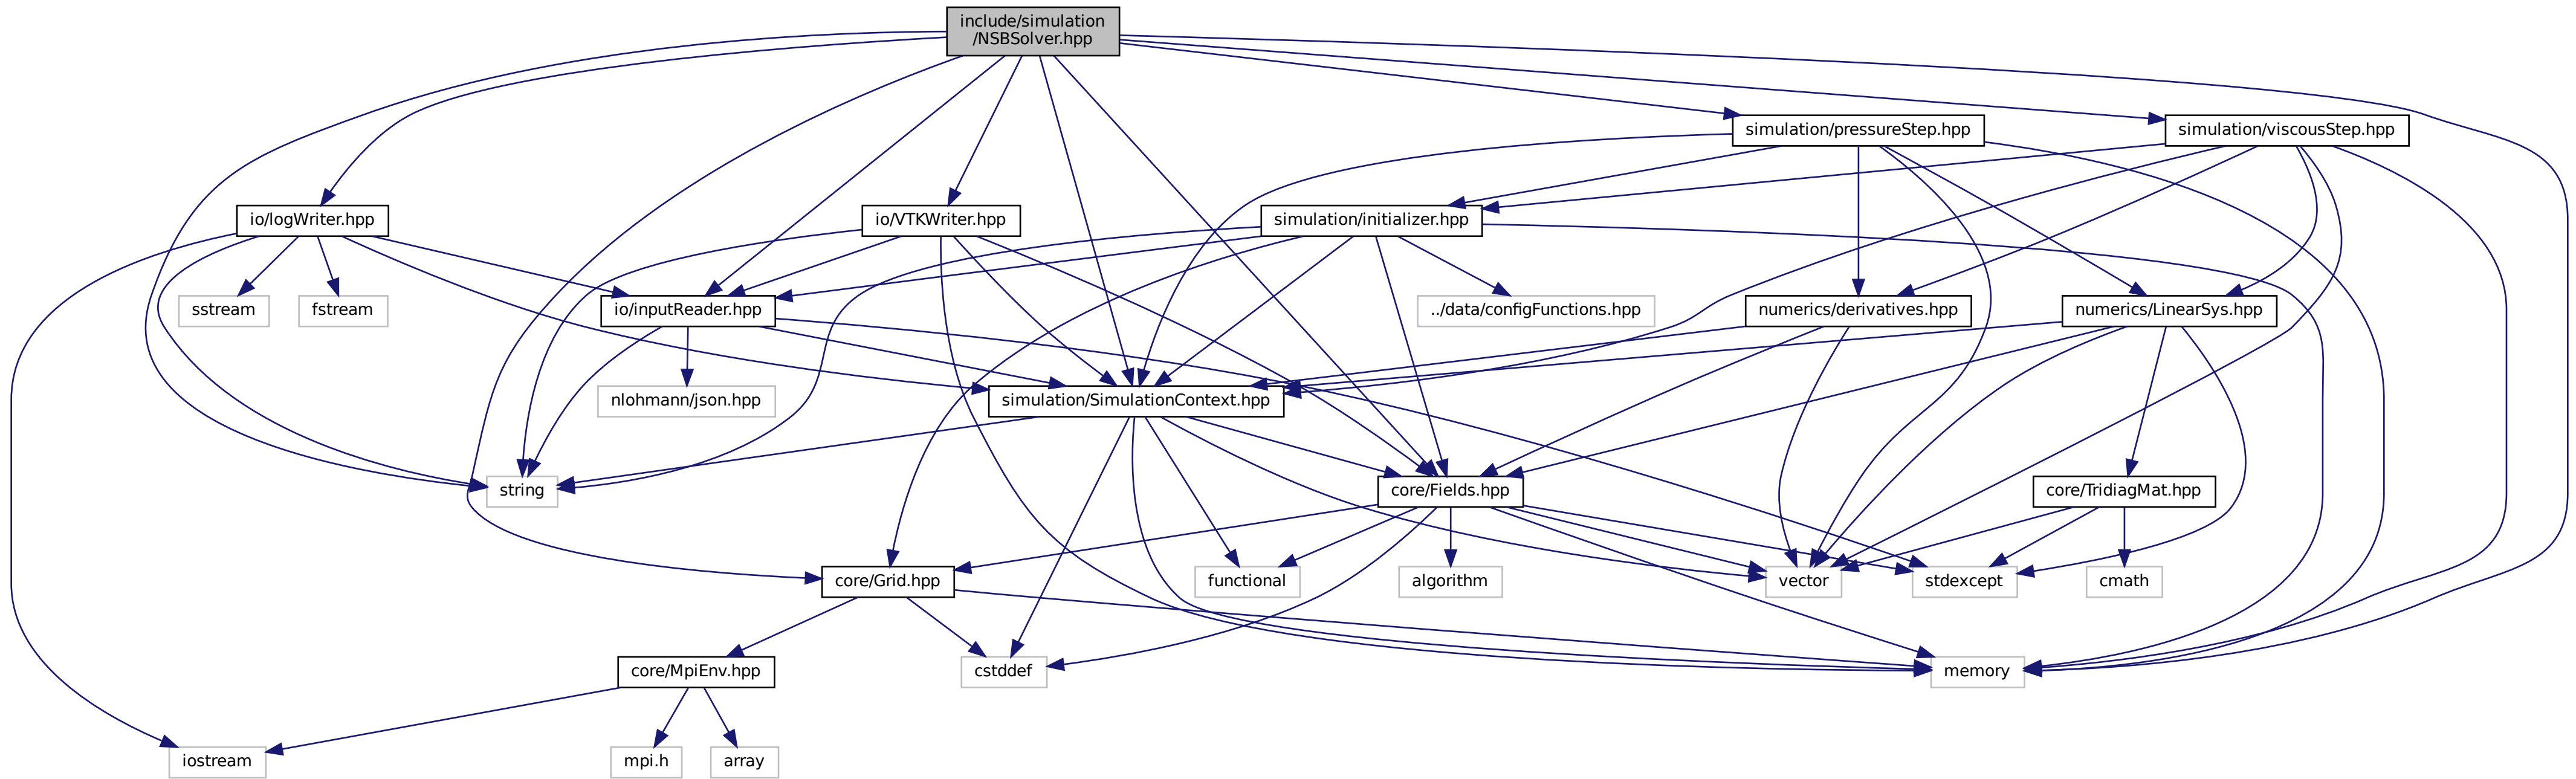 include/simulation
/NSBSolver.hpp
simulation/pressureStep.hpp
simulation/viscousStep.hpp
io/logWriter.hpp
io/VTKWriter.hpp
simulation/initializer.hpp
sstream
fstream
io/inputReader.hpp
../data/configFunctions.hpp
numerics/derivatives.hpp
numerics/LinearSys.hpp
nlohmann/json.hpp
simulation/SimulationContext.hpp
string
core/Fields.hpp
core/TridiagMat.hpp
core/Grid.hpp
functional
algorithm
vector
stdexcept
cmath
core/MpiEnv.hpp
cstddef
memory
iostream
mpi.h
array